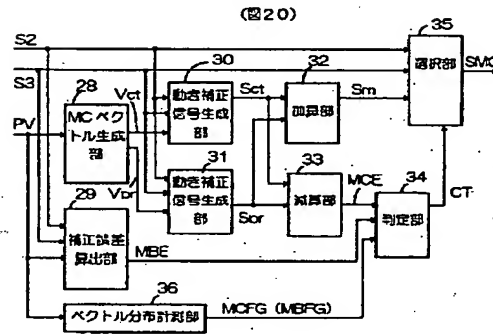 (図20)
35
S2
30
32
選択部
SMC
S3
28
Vct
動き補正
信号生成
部
Sct
加算部
Sm
PV
MCベク
トル生成
部
31
33
34
Vpr
動き補正
信号生成
部
Spr
減算部
MCE
判定部
CT
29
補正誤差
算出部
MBE
36
ベクトル分布計測部
MCFG (MBFG)